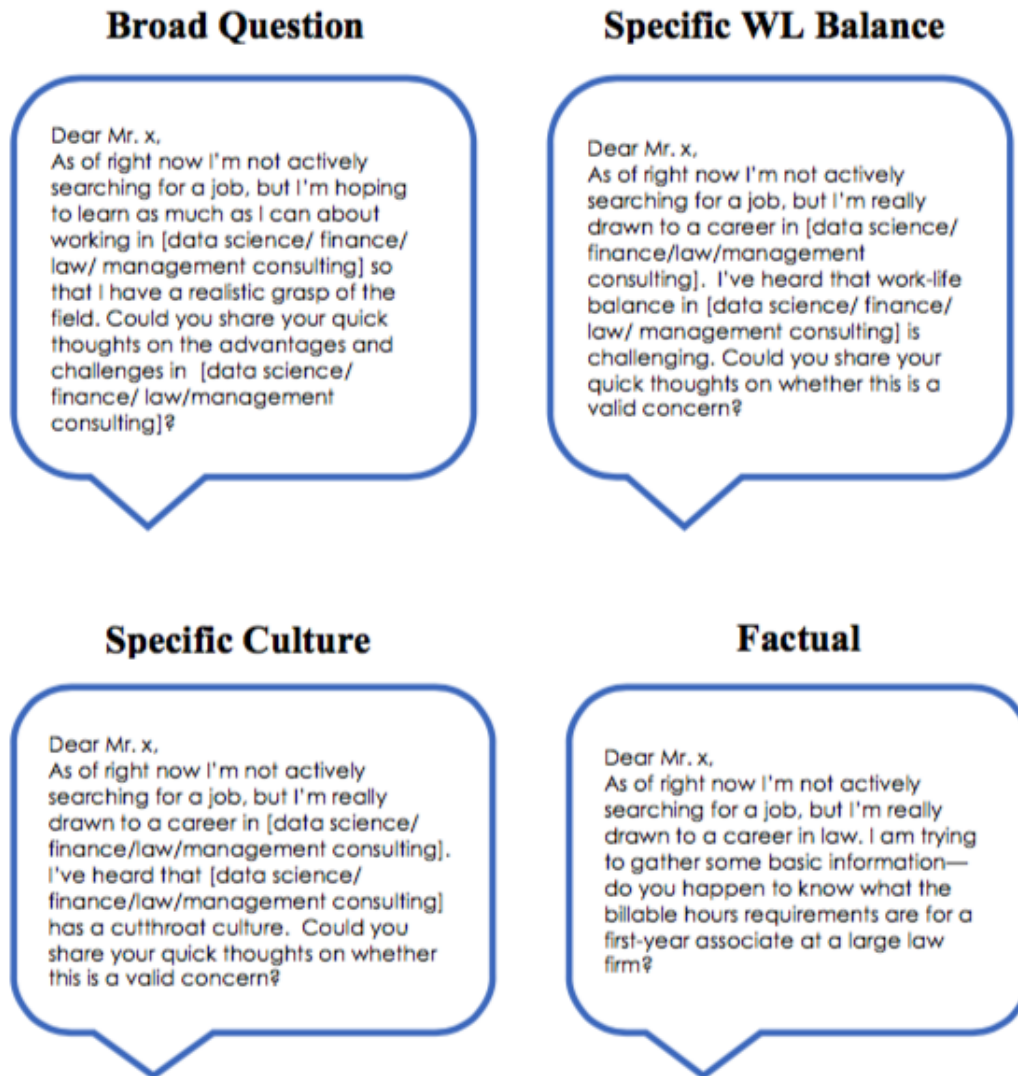 Broad Question
Dear Mr. x,
As of right now I'm not actively
searching for a job, but I'm hoping
to learn as much as I can about
working in [data science/ finance/
law/ management consulting] so
that I have a realistic grasp of the
field. Could you share your quick
thoughts on the advantages and
challenges in [data science/
finance/ law/management
consulting]?
Specific WL Balance
Dear Mr. x,
As of right now I'm not actively
searching for a job, but I'm really
drawn to a career in [data science/
finance/law/management
consulting]. I've heard that work-life
balance in [data science/ finance/
law/ management consulting] is
challenging. Could you share your
quick thoughts on whether this is a
valid concern?
Specific Culture
Dear Mr. x,
As of right now I'm not actively
searching for a job, but I'm really
drawn to a career in [data science/
finance/law/management consulting].
I've heard that [data science/
finance/law/management consulting]
has a cutthroat culture. Could you
share your quick thoughts on whether
this is a valid concern?
Factual
Dear Mr. x,
As of right now I'm not actively
searching for a job, but I'm really
drawn to a career in law. I am trying
to gather some basic information—
do you happen to know what the
billable hours requirements are for a
first-year associate at a large law
firm?